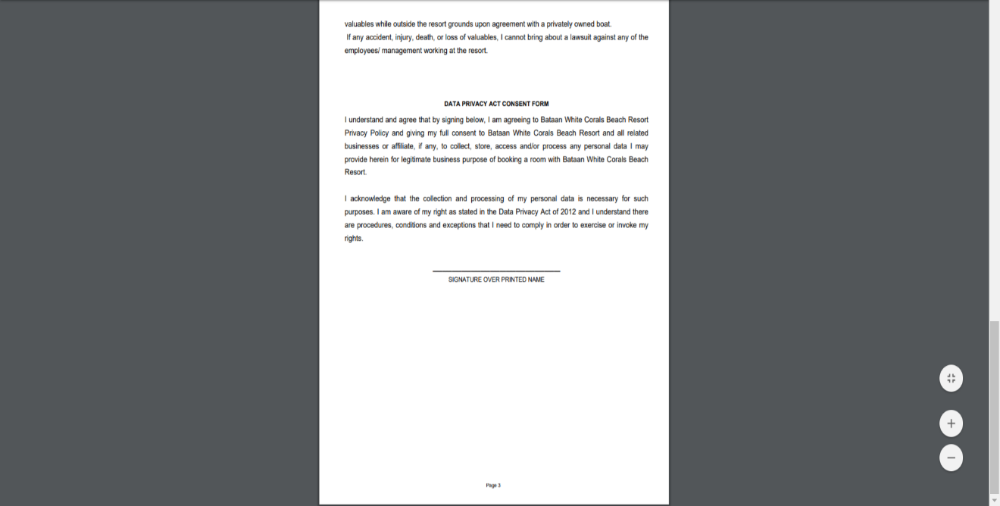 valuables while outside the resort grounds upon agreement with a privately owned boat.
If any accident, injury, death, or loss of valuables, I cannot bring about a lawsuit against any of the
employees/ management working at the resort.
DATA PRIVACY ACT CONSENT FORM
I understand and agree that by signing below, I am agreeing to Bataan White Corals Beach Resort
Privacy Policy and giving my full consent to Bataan White Corals Beach Resort and all related
businesses or affiliate, if any, to collect, store, access and/or process any personal data I may
provide herein for legitimate business purpose of booking a room with Bataan White Corals Beach
Resort.
I acknowledge that the collection and processing of my personal data is necessary for such
purposes. I am aware of my right as stated in the Data Privacy Act of 2012 and I understand there
are procedures, conditions and exceptions that I need to comply in order to exercise or invoke my
rights.
SIGNATURE OVER PRINTED NAME
Page 3